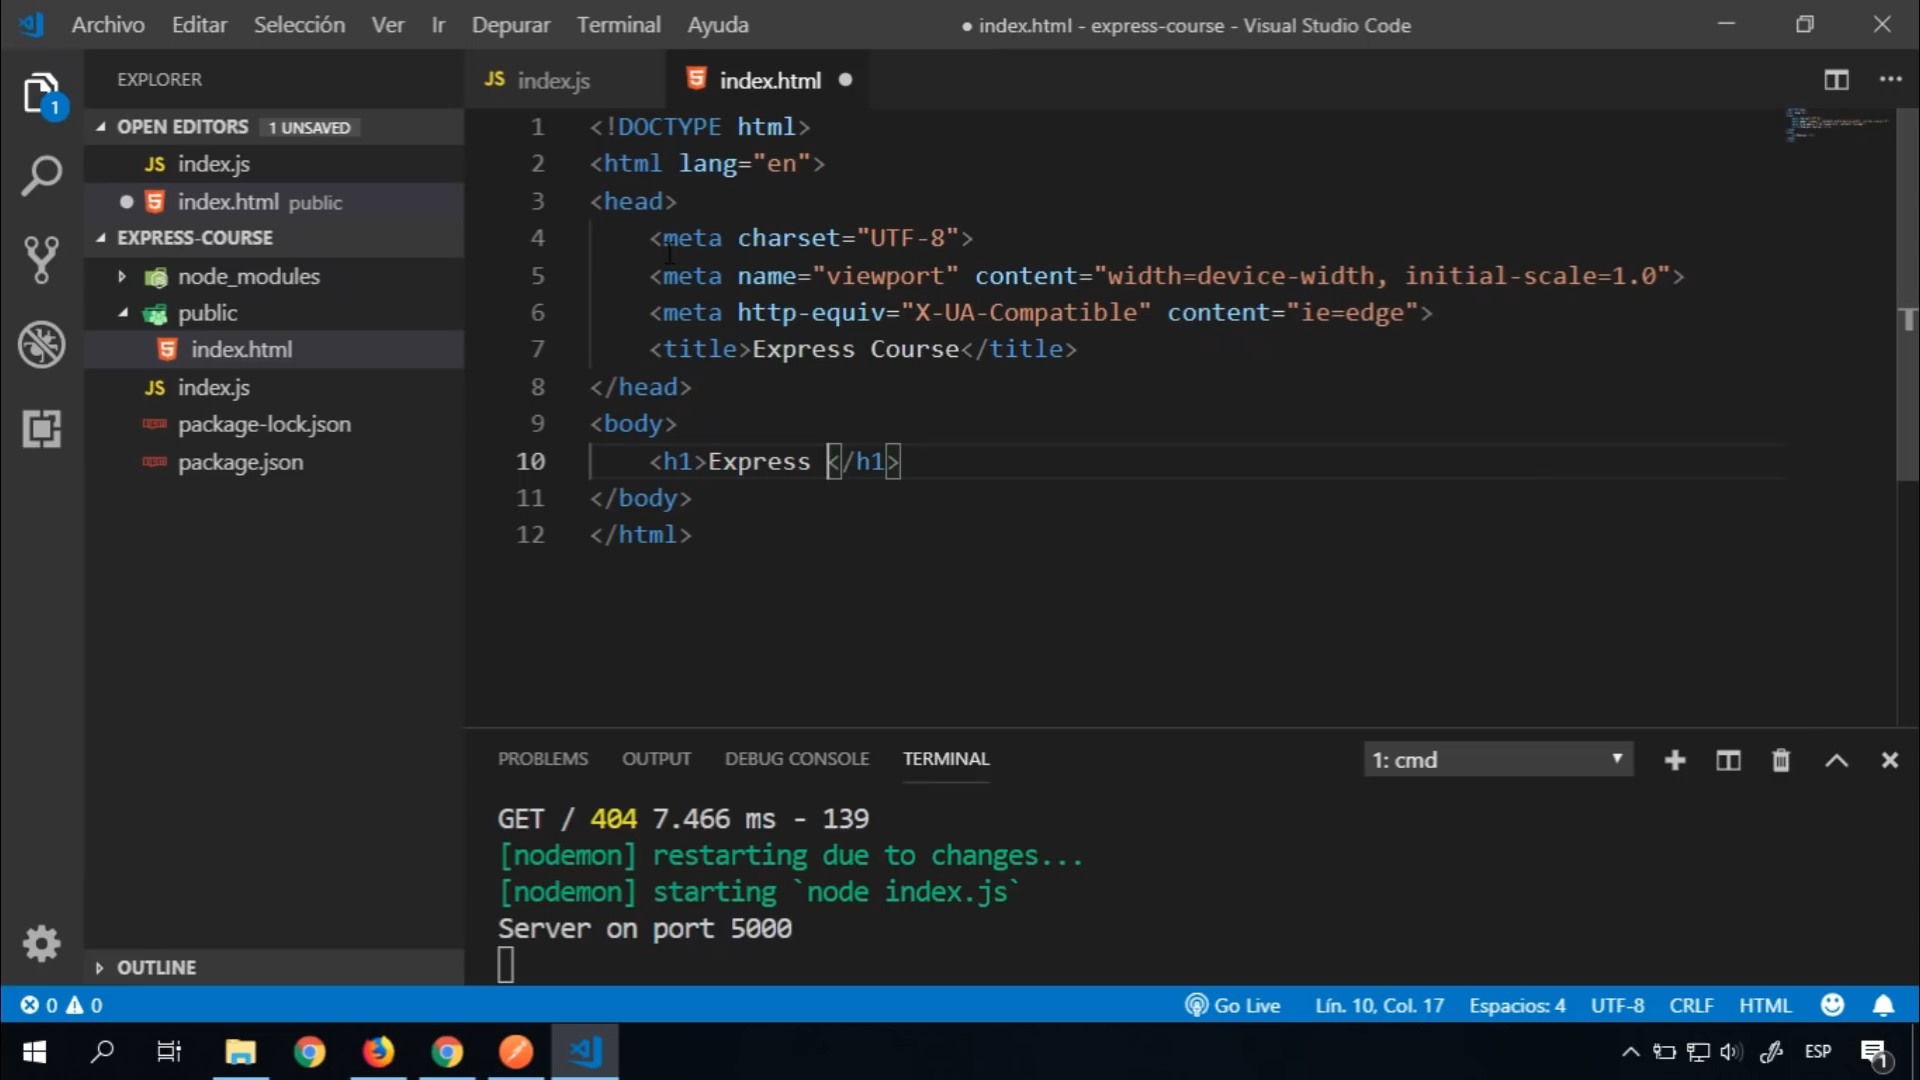 Archivo Editar Selección Ver Ir Depurar Terminal Ayuda ● index.html - express-course - Visual Studio Code
EXPLORER
JS index.js
5 index.html ●
1
OPEN EDITORS 1 UNSAVED
JS index.js
● 5 index.html public
EXPRESS-COURSE
node_modules
public
5 index.html
JS index.js
package-lock.json
package.json
OUTLINE
1 <!DOCTYPE html>
2 <html lang="en">
3 <head>
4 <meta charset="UTF-8">
5 <meta name="viewport" content="width=device-width, initial-scale=1.0">
6 <meta http-equiv="X-UA-Compatible" content="ie=edge">
7 <title>Express Course</title>
8 </head>
9 <body>
10 <h1>Express </h1>
11 </body>
12 </html>
PROBLEMS OUTPUT DEBUG CONSOLE TERMINAL 1: cmd
GET / 404 7.466 ms - 139
[nodemon] restarting due to changes...
[nodemon] starting `node index.js`
Server on port 5000
0 0 Go Live Lín. 10, Col. 17 Espacios: 4 UTF-8 CRLF HTML
ESP 1